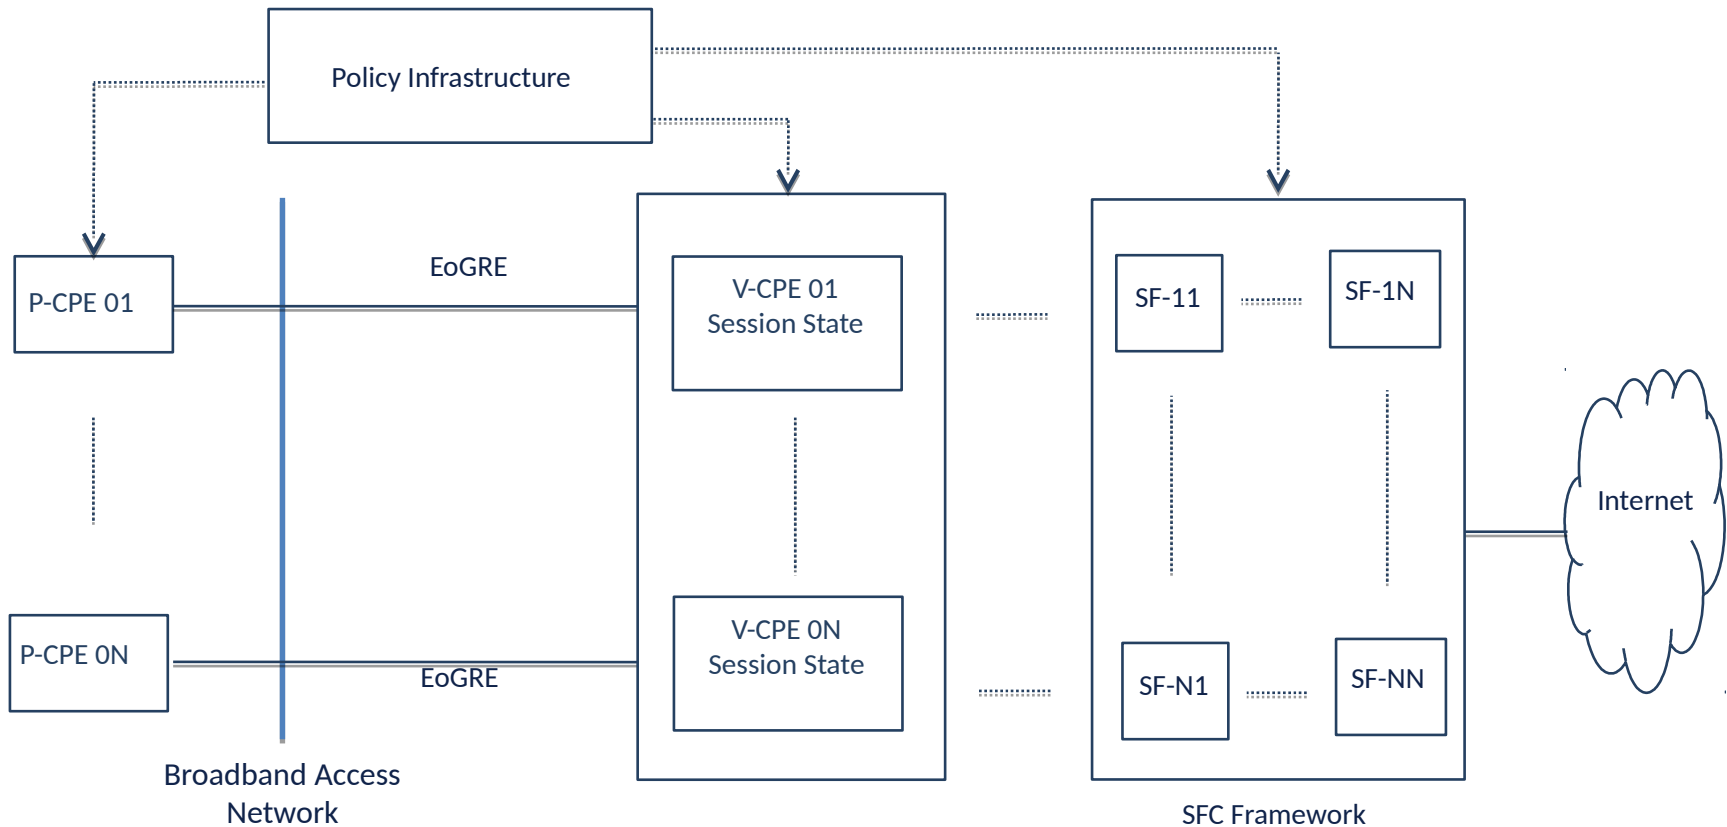 Policy Infrastructure
EoGRE
P-CPE 01
V-CPE 01
Session State
SF-11
SF-1N
Internet
P-CPE 0N
EoGRE
V-CPE 0N
Session State
SF-N1
SF-NN
Broadband Access
Network
SFC Framework